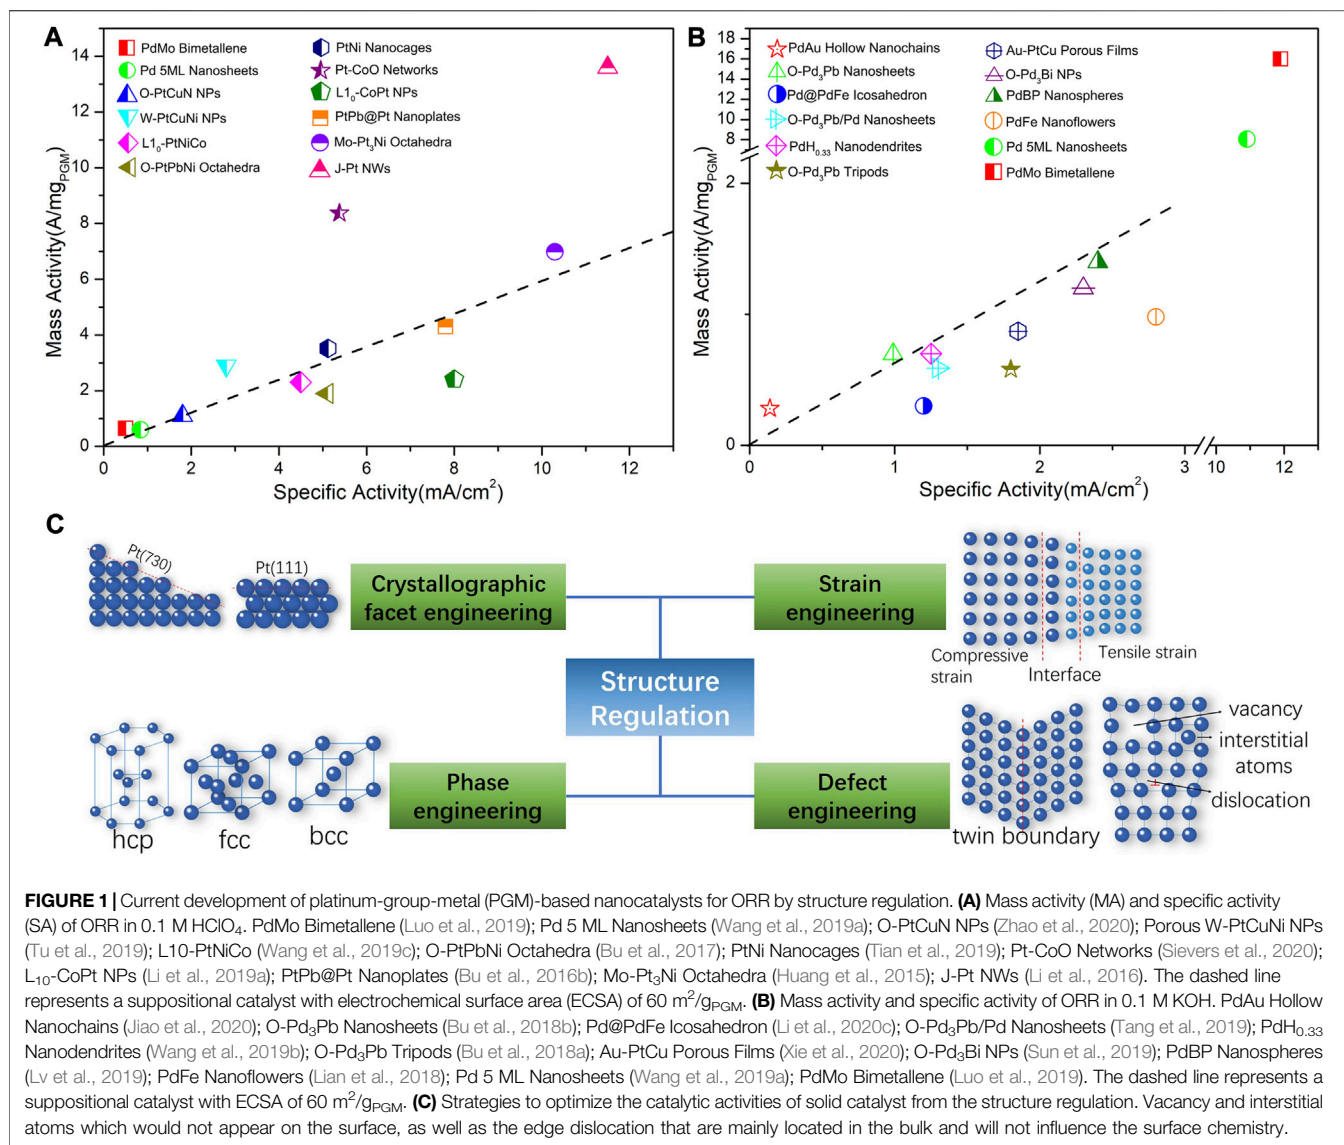 A
PdMo Bimetallene
Pd 5ML Nanosheets
O-PtCuN NPs
W-PtCuNi NPs
L1₀-PtNiCo
O-PtPbNi Octahedra
PtNi Nanocages
Pt-CoO Networks
L1₀-CoPt NPs
PtPb@Pt Nanoplates
Mo-Pt₃Ni Octahedra
J-Pt NWs
Mass Activity(A/mg_PGM)
14
12
10
8
6
4
2
0
0 2 4 6 8 10 12
Specific Activity(mA/cm²)
B
PdAu Hollow Nanochains
O-Pd₃Pb Nanosheets
Pd@PdFe Icosahedron
O-Pd₃Pb/Pd Nanosheets
PdH₀.₃₃ Nanodendrites
O-Pd₃Pb Tripods
Au-PtCu Porous Films
O-Pd₃Bi NPs
PdBP Nanospheres
PdFe Nanoflowers
Pd 5ML Nanosheets
PdMo Bimetallene
Mass Activity(A/mg_PGM)
18
16
14
12
10
8
2
0
0 1 2 3 10 12
Specific Activity(mA/cm²)
C
Pt(730)
Pt(111)
Crystallographic
facet engineering
Strain
engineering
Compressive
strain
Interface
Tensile strain
Structure
Regulation
hcp
fcc
bcc
Phase
engineering
Defect
engineering
twin boundary
vacancy
interstitial
atoms
dislocation
FIGURE 1 | Current development of platinum-group-metal (PGM)-based nanocatalysts for ORR by structure regulation. (A) Mass activity (MA) and specific activity
(SA) of ORR in 0.1 M HClO₄. PdMo Bimetallene (Luo et al., 2019); Pd 5 ML Nanosheets (Wang et al., 2019a); O-PtCuN NPs (Zhao et al., 2020); Porous W-PtCuNi NPs
(Tu et al., 2019); L10-PtNiCo (Wang et al., 2019c); O-PtPbNi Octahedra (Bu et al., 2017); PtNi Nanocages (Tian et al., 2019); Pt-CoO Networks (Sievers et al., 2020);
L₁₀-CoPt NPs (Li et al., 2019a); PtPb@Pt Nanoplates (Bu et al., 2016b); Mo-Pt₃Ni Octahedra (Huang et al., 2015); J-Pt NWs (Li et al., 2016). The dashed line
represents a suppositional catalyst with electrochemical surface area (ECSA) of 60 m²/g_PGM. (B) Mass activity and specific activity of ORR in 0.1 M KOH. PdAu Hollow
Nanochains (Jiao et al., 2020); O-Pd₃Pb Nanosheets (Bu et al., 2018b); Pd@PdFe Icosahedron (Li et al., 2020c); O-Pd₃Pb/Pd Nanosheets (Tang et al., 2019); PdH₀.₃₃
Nanodendrites (Wang et al., 2019b); O-Pd₃Pb Tripods (Bu et al., 2018a); Au-PtCu Porous Films (Xie et al., 2020); O-Pd₃Bi NPs (Sun et al., 2019); PdBP Nanospheres
(Lv et al., 2019); PdFe Nanoflowers (Lian et al., 2018); Pd 5 ML Nanosheets (Wang et al., 2019a); PdMo Bimetallene (Luo et al., 2019). The dashed line represents a
suppositional catalyst with ECSA of 60 m²/g_PGM. (C) Strategies to optimize the catalytic activities of solid catalyst from the structure regulation. Vacancy and interstitial
atoms which would not appear on the surface, as well as the edge dislocation that are mainly located in the bulk and will not influence the surface chemistry.